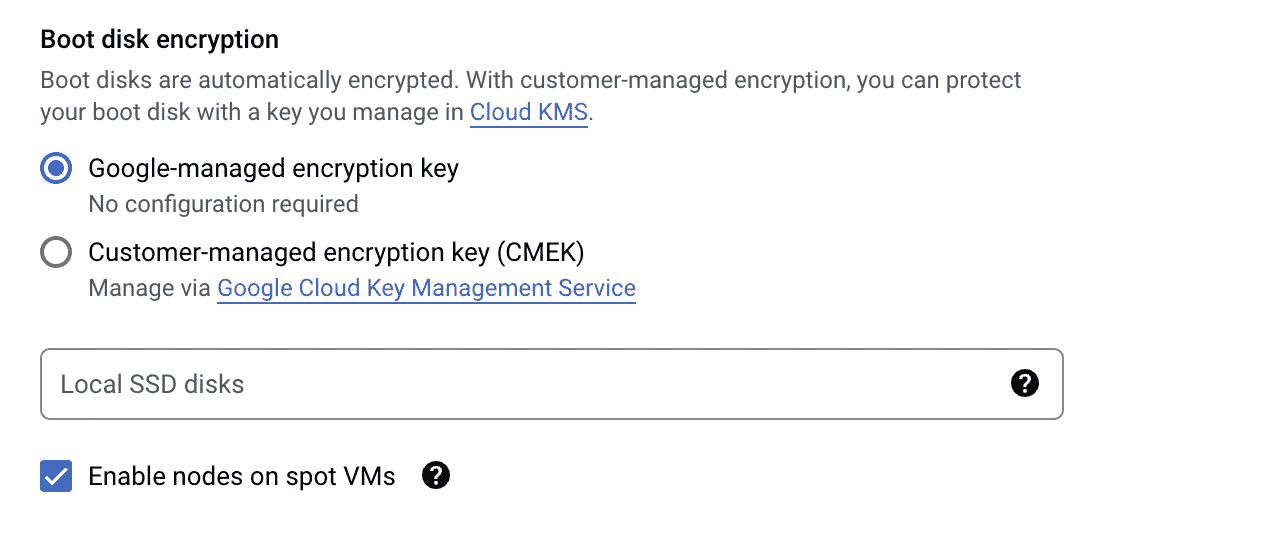 Boot disk encryption
Boot disks are automatically encrypted. With customer-managed encryption, you can protect
your boot disk with a key you manage in Cloud KMS.
Google-managed encryption key
No configuration required
Customer-managed encryption key (CMEK)
Manage via Google Cloud Key Management Service
Local SSD disks
Enable nodes on spot VMs